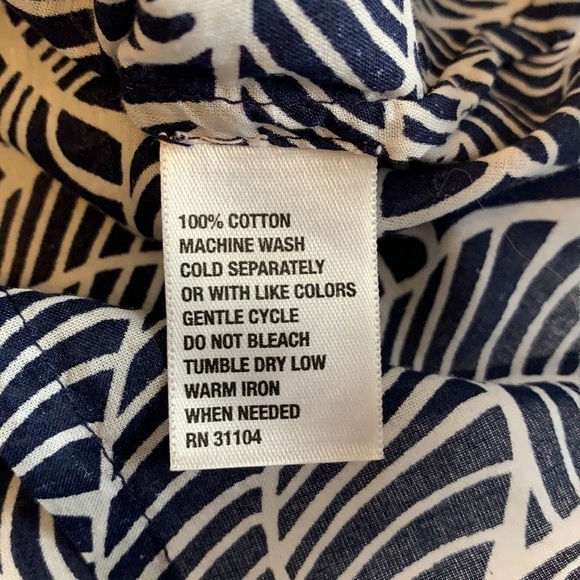 100% COTTON
MACHINE WASH
COLD SEPARATELY
OR WITH LIKE COLORS
GENTLE CYCLE
DO NOT BLEACH
TUMBLE DRY LOW
WARM IRON
WHEN NEEDED
RN 31104